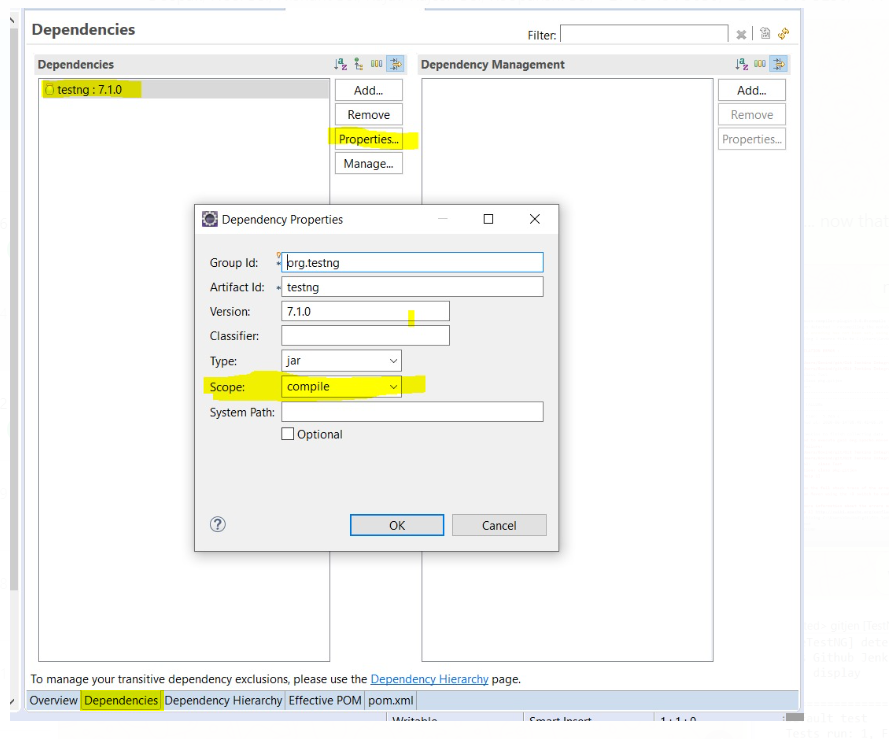 Dependencies
Filter:
Dependencies
Dependency Management
testng : 7.1.0
Add...
Remove
Properties...
Manage...
Add...
Remove
Properties...
Dependency Properties
Group Id: org.testng
Artifact Id: testng
Version: 7.1.0
Classifier:
Type: jar
Scope: compile
System Path:
Optional
OK Cancel
To manage your transitive dependency exclusions, please use the Dependency Hierarchy page.
Overview Dependencies Dependency Hierarchy Effective POM pom.xml
Writable Smart Insert